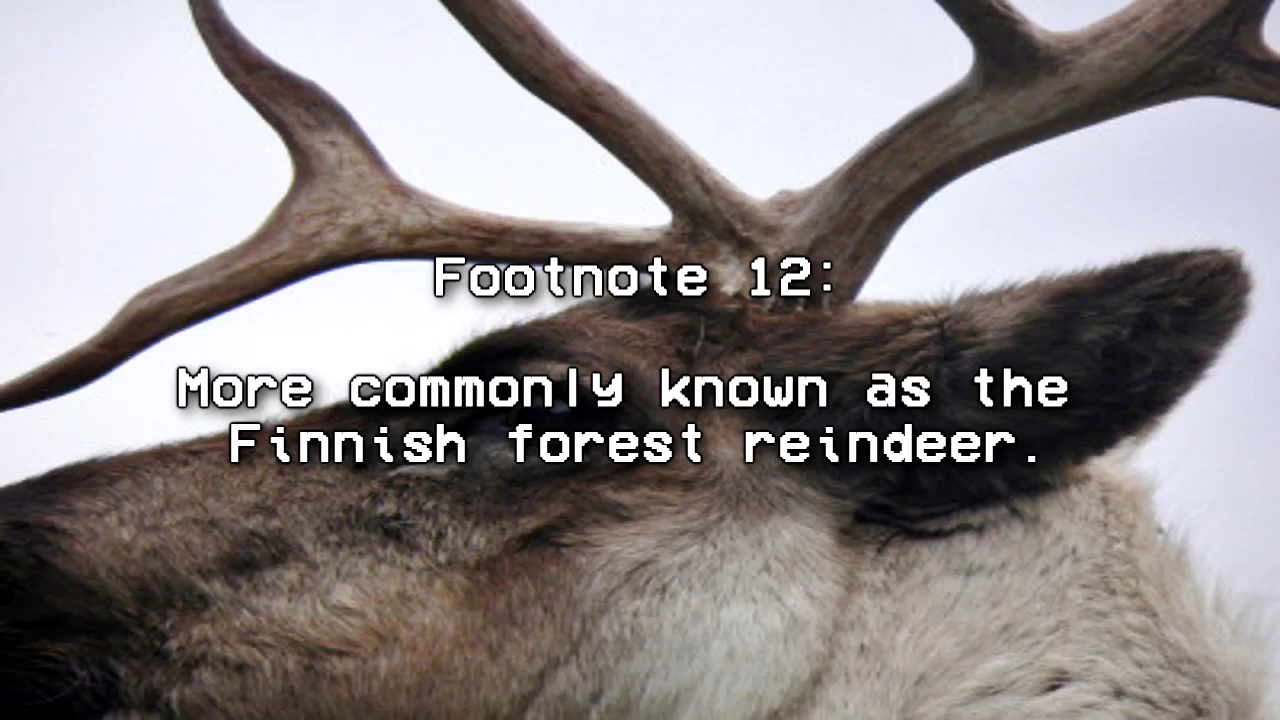 Footnote 12:
More commonly known as the
Finnish forest reindeer.